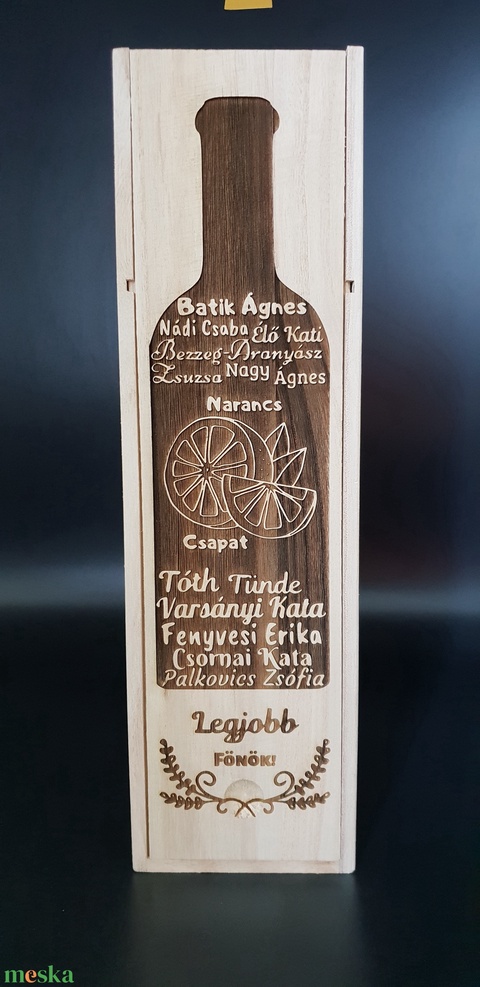 Batik Ágnes
Nádi Csaba Élő Kati
Bezzeg-Aranyász
Zsuzsa Nagy Ágnes
Narancs
Csapat
Tóth Tünde
Varsányi Kata
Fenyvesi Erika
Csornai Kata
Palkovics Zsófia
Legjobb
FŐNÖK!
meska